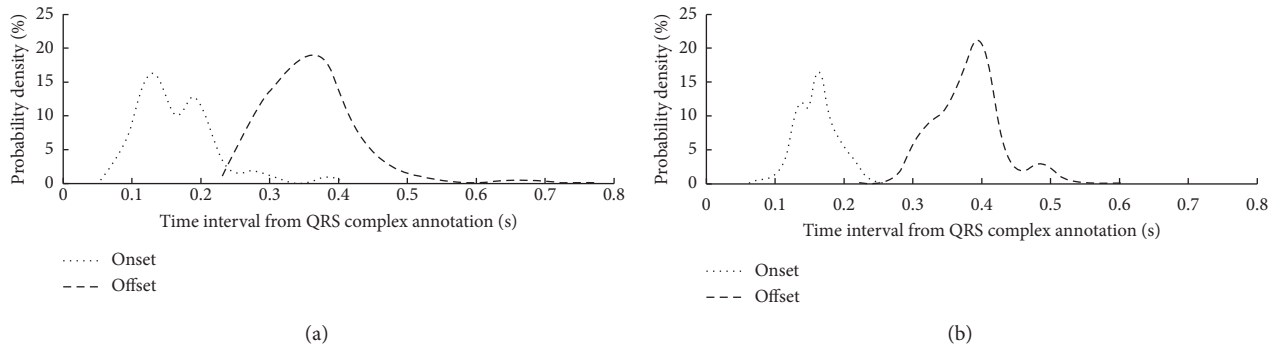 25
20
15
10
5
0
Probability density (%)
0 0.1 0.2 0.3 0.4 0.5 0.6 0.7 0.8
Time interval from QRS complex annotation (s)
Onset
Offset
(a)
25
20
15
10
5
0
Probability density (%)
0 0.1 0.2 0.3 0.4 0.5 0.6 0.7 0.8
Time interval from QRS complex annotation (s)
Onset
Offset
(b)